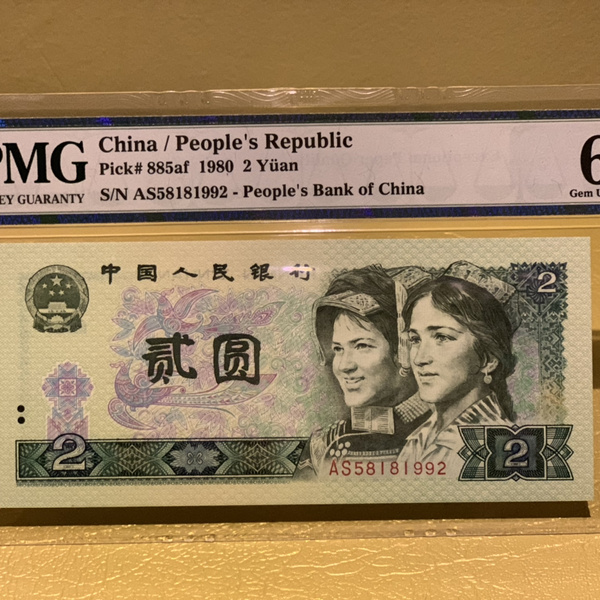 PMG
China / People's Republic
Pick# 885af 1980 2 Yüan
S/N AS58181992 - People's Bank of China
GUARANTY
6
Gem
中国人民银行
2
贰圆
2
AS58181992
2